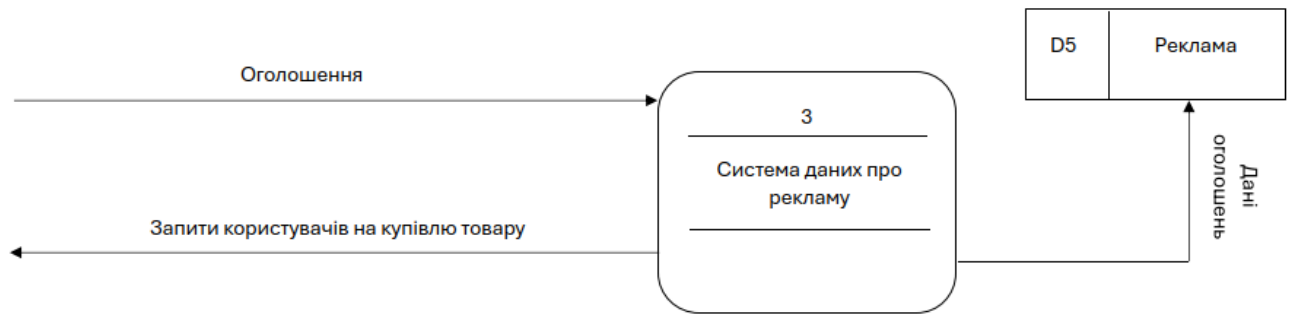 D5
Реклама
Оголошення
3
Система даних про
рекламу
Дані
оголошень
Запити користувачів на купівлю товару